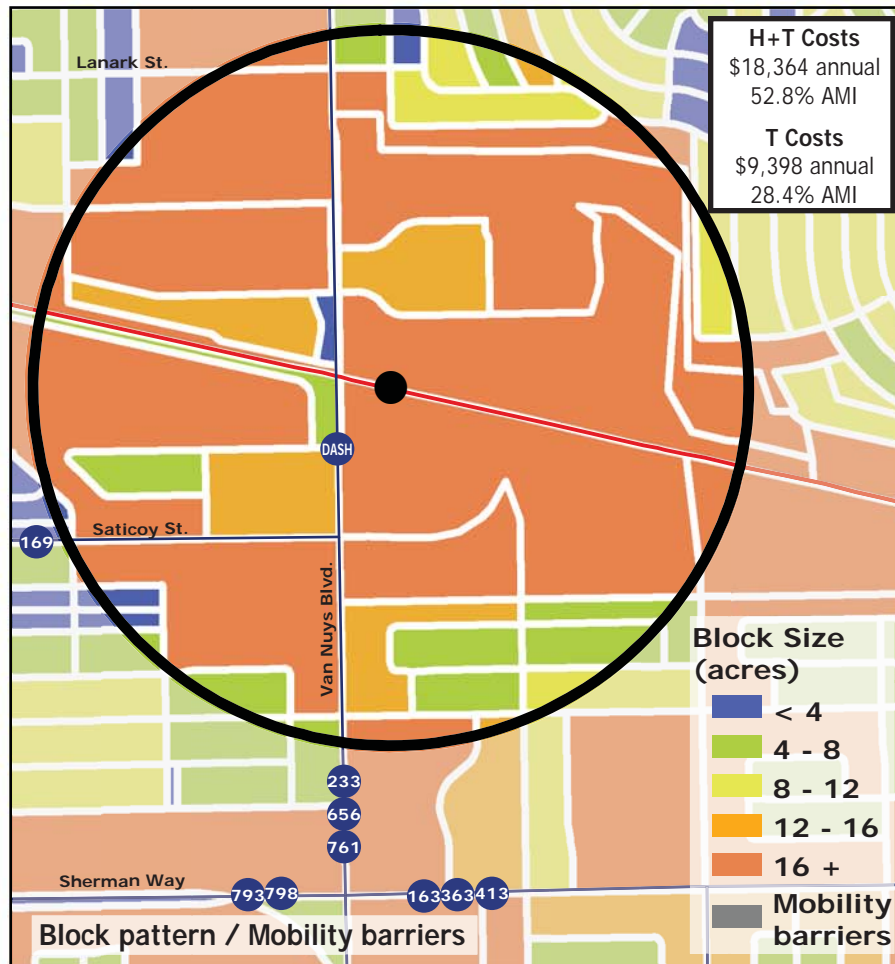 H+T Costs
$18,364 annual
52.8% AMI
T Costs
$9,398 annual
28.4% AMI
Lanark St.
DASH
Saticoy St.
169
Van Nuys Blvd.
Block Size
(acres)
< 4
4 - 8
8 - 12
12 - 16
16 +
Mobility
barriers
233
656
761
Sherman Way
793
798
163
363
413
Block pattern / Mobility barriers